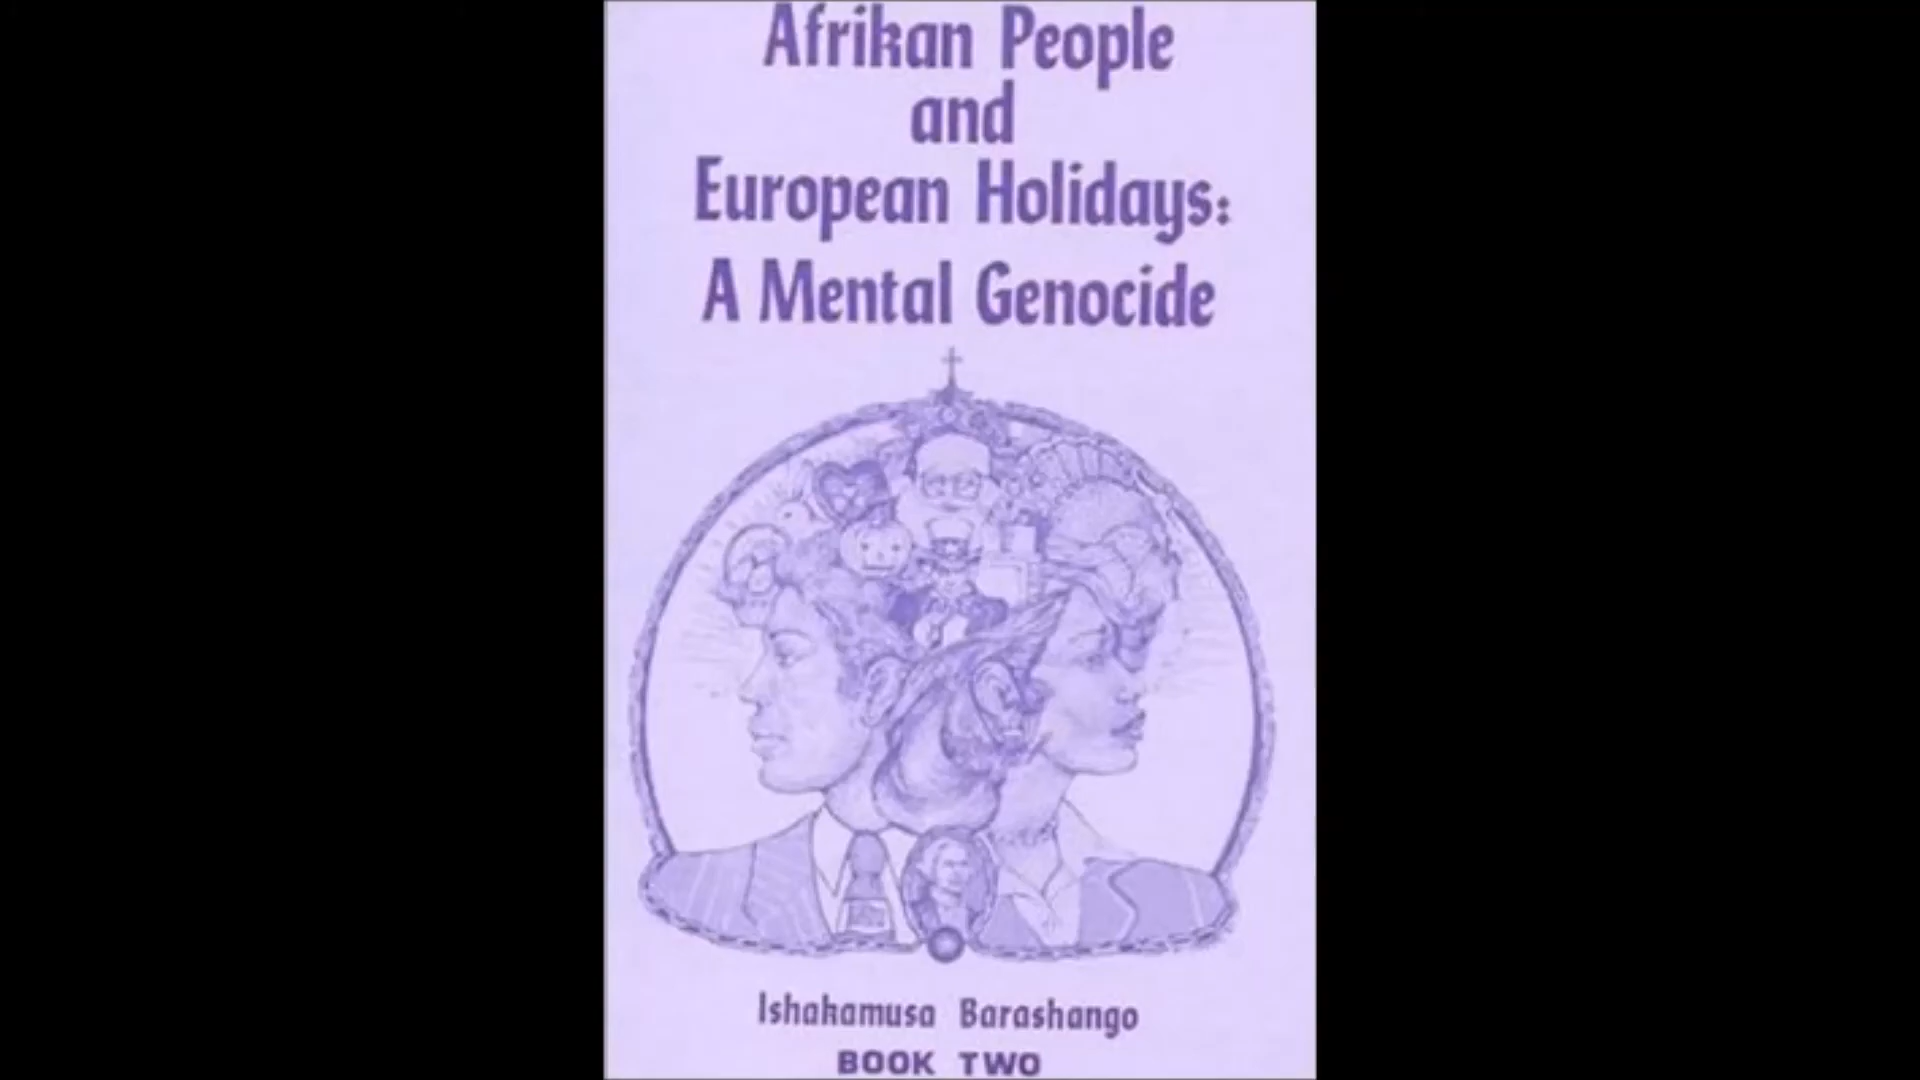 Afrikan People
and
European Holidays:
A Mental Genocide
Ishakamusa Barashango
BOOK TWO